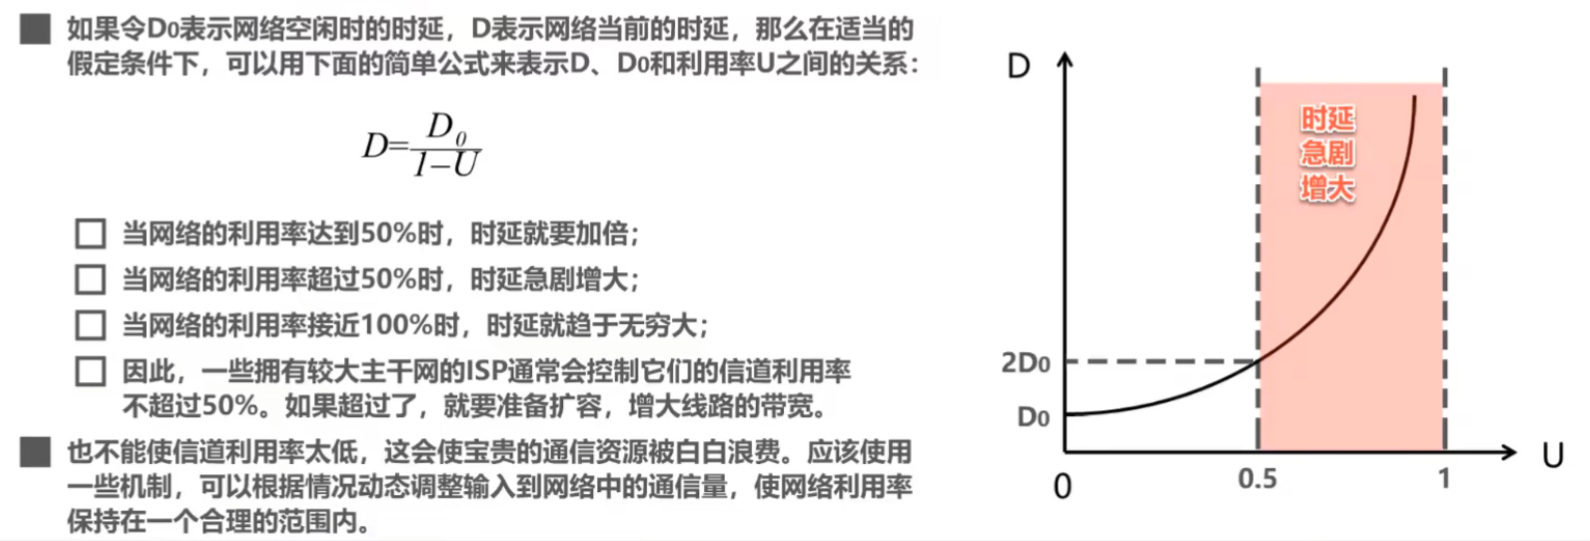 如果令D0表示网络空闲时的时延，D表示网络当前的时延，那么在适当的
假定条件下，可以用下面的简单公式来表示D、D0和利用率U之间的关系：
D=D0/1-U
当网络的利用率达到50%时，时延就要加倍；
当网络的利用率超过50%时，时延急剧增大；
当网络的利用率接近100%时，时延就趋于无穷大；
因此，一些拥有较大主干网的ISP通常会控制它们的信道利用率
不超过50%。如果超过了，就要准备扩容，增大线路的带宽。
也不能使信道利用率太低，这会使宝贵的通信资源被白白浪费。应该使用
一些机制，可以根据情况动态调整输入到网络中的通信量，使网络利用率
保持在一个合理的范围内。
D
时延
急剧
增大
2D0
D0
0
0.5
1
U